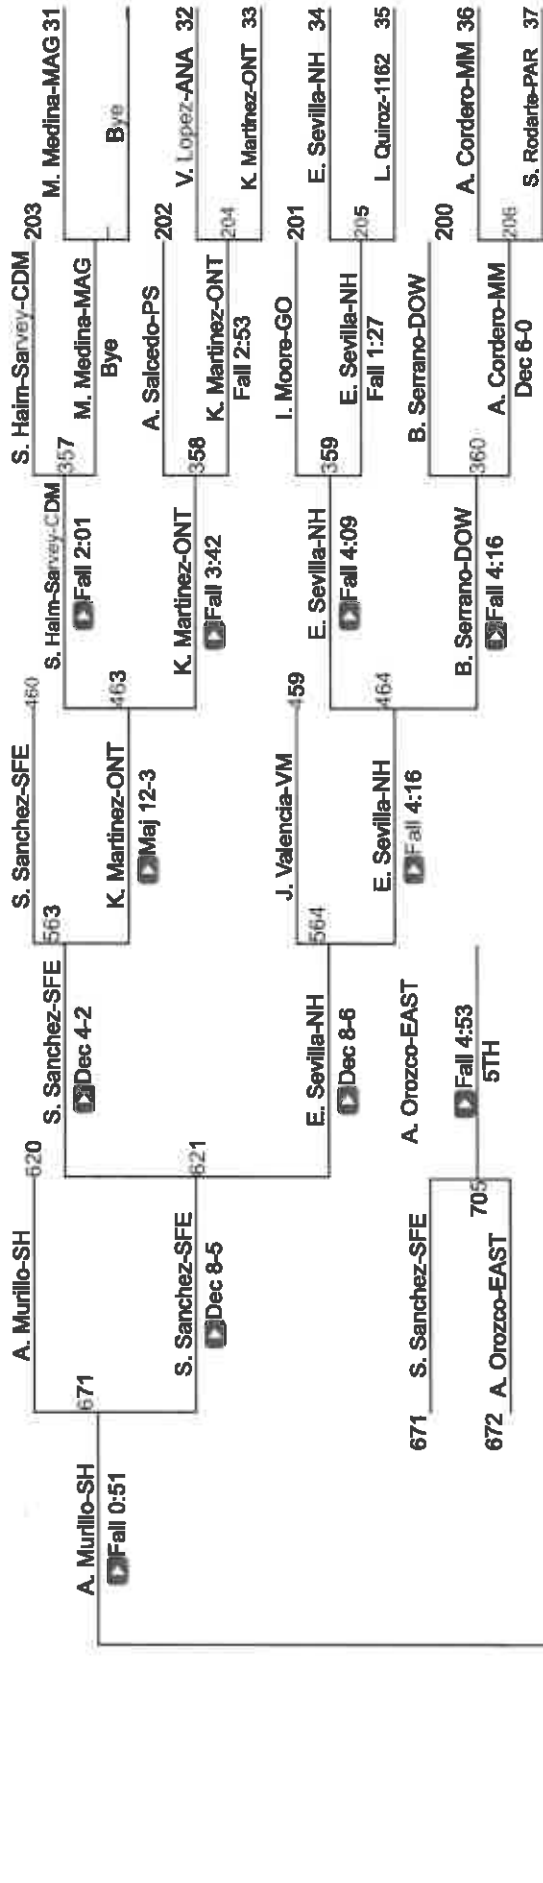 S. Haim-Sarvey-CDM 203
M. Medina-MAG 31
357
M. Medina-MAG
Bye
Bye
S. Haim-Sarvey-CDM
Fall 2:01
A. Salcedo-PS 202
V. Lopez-ANA 32
358
K. Martinez-ONT 204
Fall 2:53
K. Martinez-ONT 33
K. Martinez-ONT
Fall 3:42
I. Moore-GO 201
E. Sevilla-NH 34
359
E. Sevilla-NH 205
Fall 1:27
L. Quiroz-1162 35
E. Sevilla-NH
Fall 4:09
B. Serrano-DOW 200
A. Cordero-MM 36
360
A. Cordero-MM 206
Dec 6-0
S. Rodarte-PAR 37
B. Serrano-DOW
Fall 4:16
S. Sanchez-SFE 460
463
K. Martinez-ONT
Maj 12-3
563
S. Sanchez-SFE
Dec 4-2
J. Valencia-VM 459
464
E. Sevilla-NH
Fall 4:16
564
E. Sevilla-NH
Dec 8-6
A. Murillo-SH 620
621
S. Sanchez-SFE
Dec 8-5
671
A. Murillo-SH
Fall 0:51
671 S. Sanchez-SFE
A. Orozco-EAST
705
Fall 4:53
5TH
672 A. Orozco-EAST